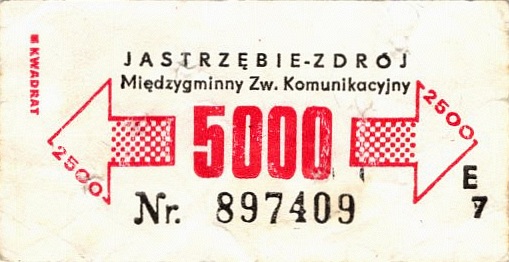 JASTRZĘBIE-ZDRÓJ
Międzygminny Zw. Komunikacyjny
KWADRAT
2500
5000
2500
Nr. 897409
E
7